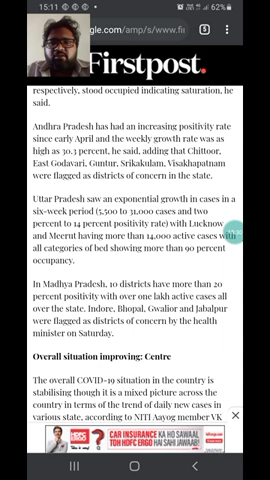 15:11
gle.com/amp/s/www.fii
5
Firstpost.
respectively, stood occupied indicating saturation, he
said.
Andhra Pradesh has had an increasing positivity rate
since early April and the weekly growth rate was as
high as 30.3 percent, he said, adding that Chittoor,
East Godavari, Guntur, Srikakulam, Visakhapatnam
were flagged as districts of concern in the state.
Uttar Pradesh saw an exponential growth in cases in a
six-week period (5,500 to 31,000 cases and two
percent to 14 percent positivity rate) with Lucknow
and Meerut having more than 14,000 active cases with
all categories of bed showing more than 90 percent
occupancy.
In Madhya Pradesh, 10 districts have more than 20
percent positivity with over one lakh active cases all
over the state. Indore, Bhopal, Gwalior and Jabalpur
were flagged as districts of concern by the health
minister on Saturday.
Overall situation improving: Centre
The overall COVID-19 situation in the country is
stabilising though it is a mixed picture across the
country in terms of the trend of daily new cases in
various state, according to NITI Aayog member VK
HDFC
CAR INSURANCE KA HO SAWAAL
TOH HDFC ERGO HAI SAHI JAWAAB!